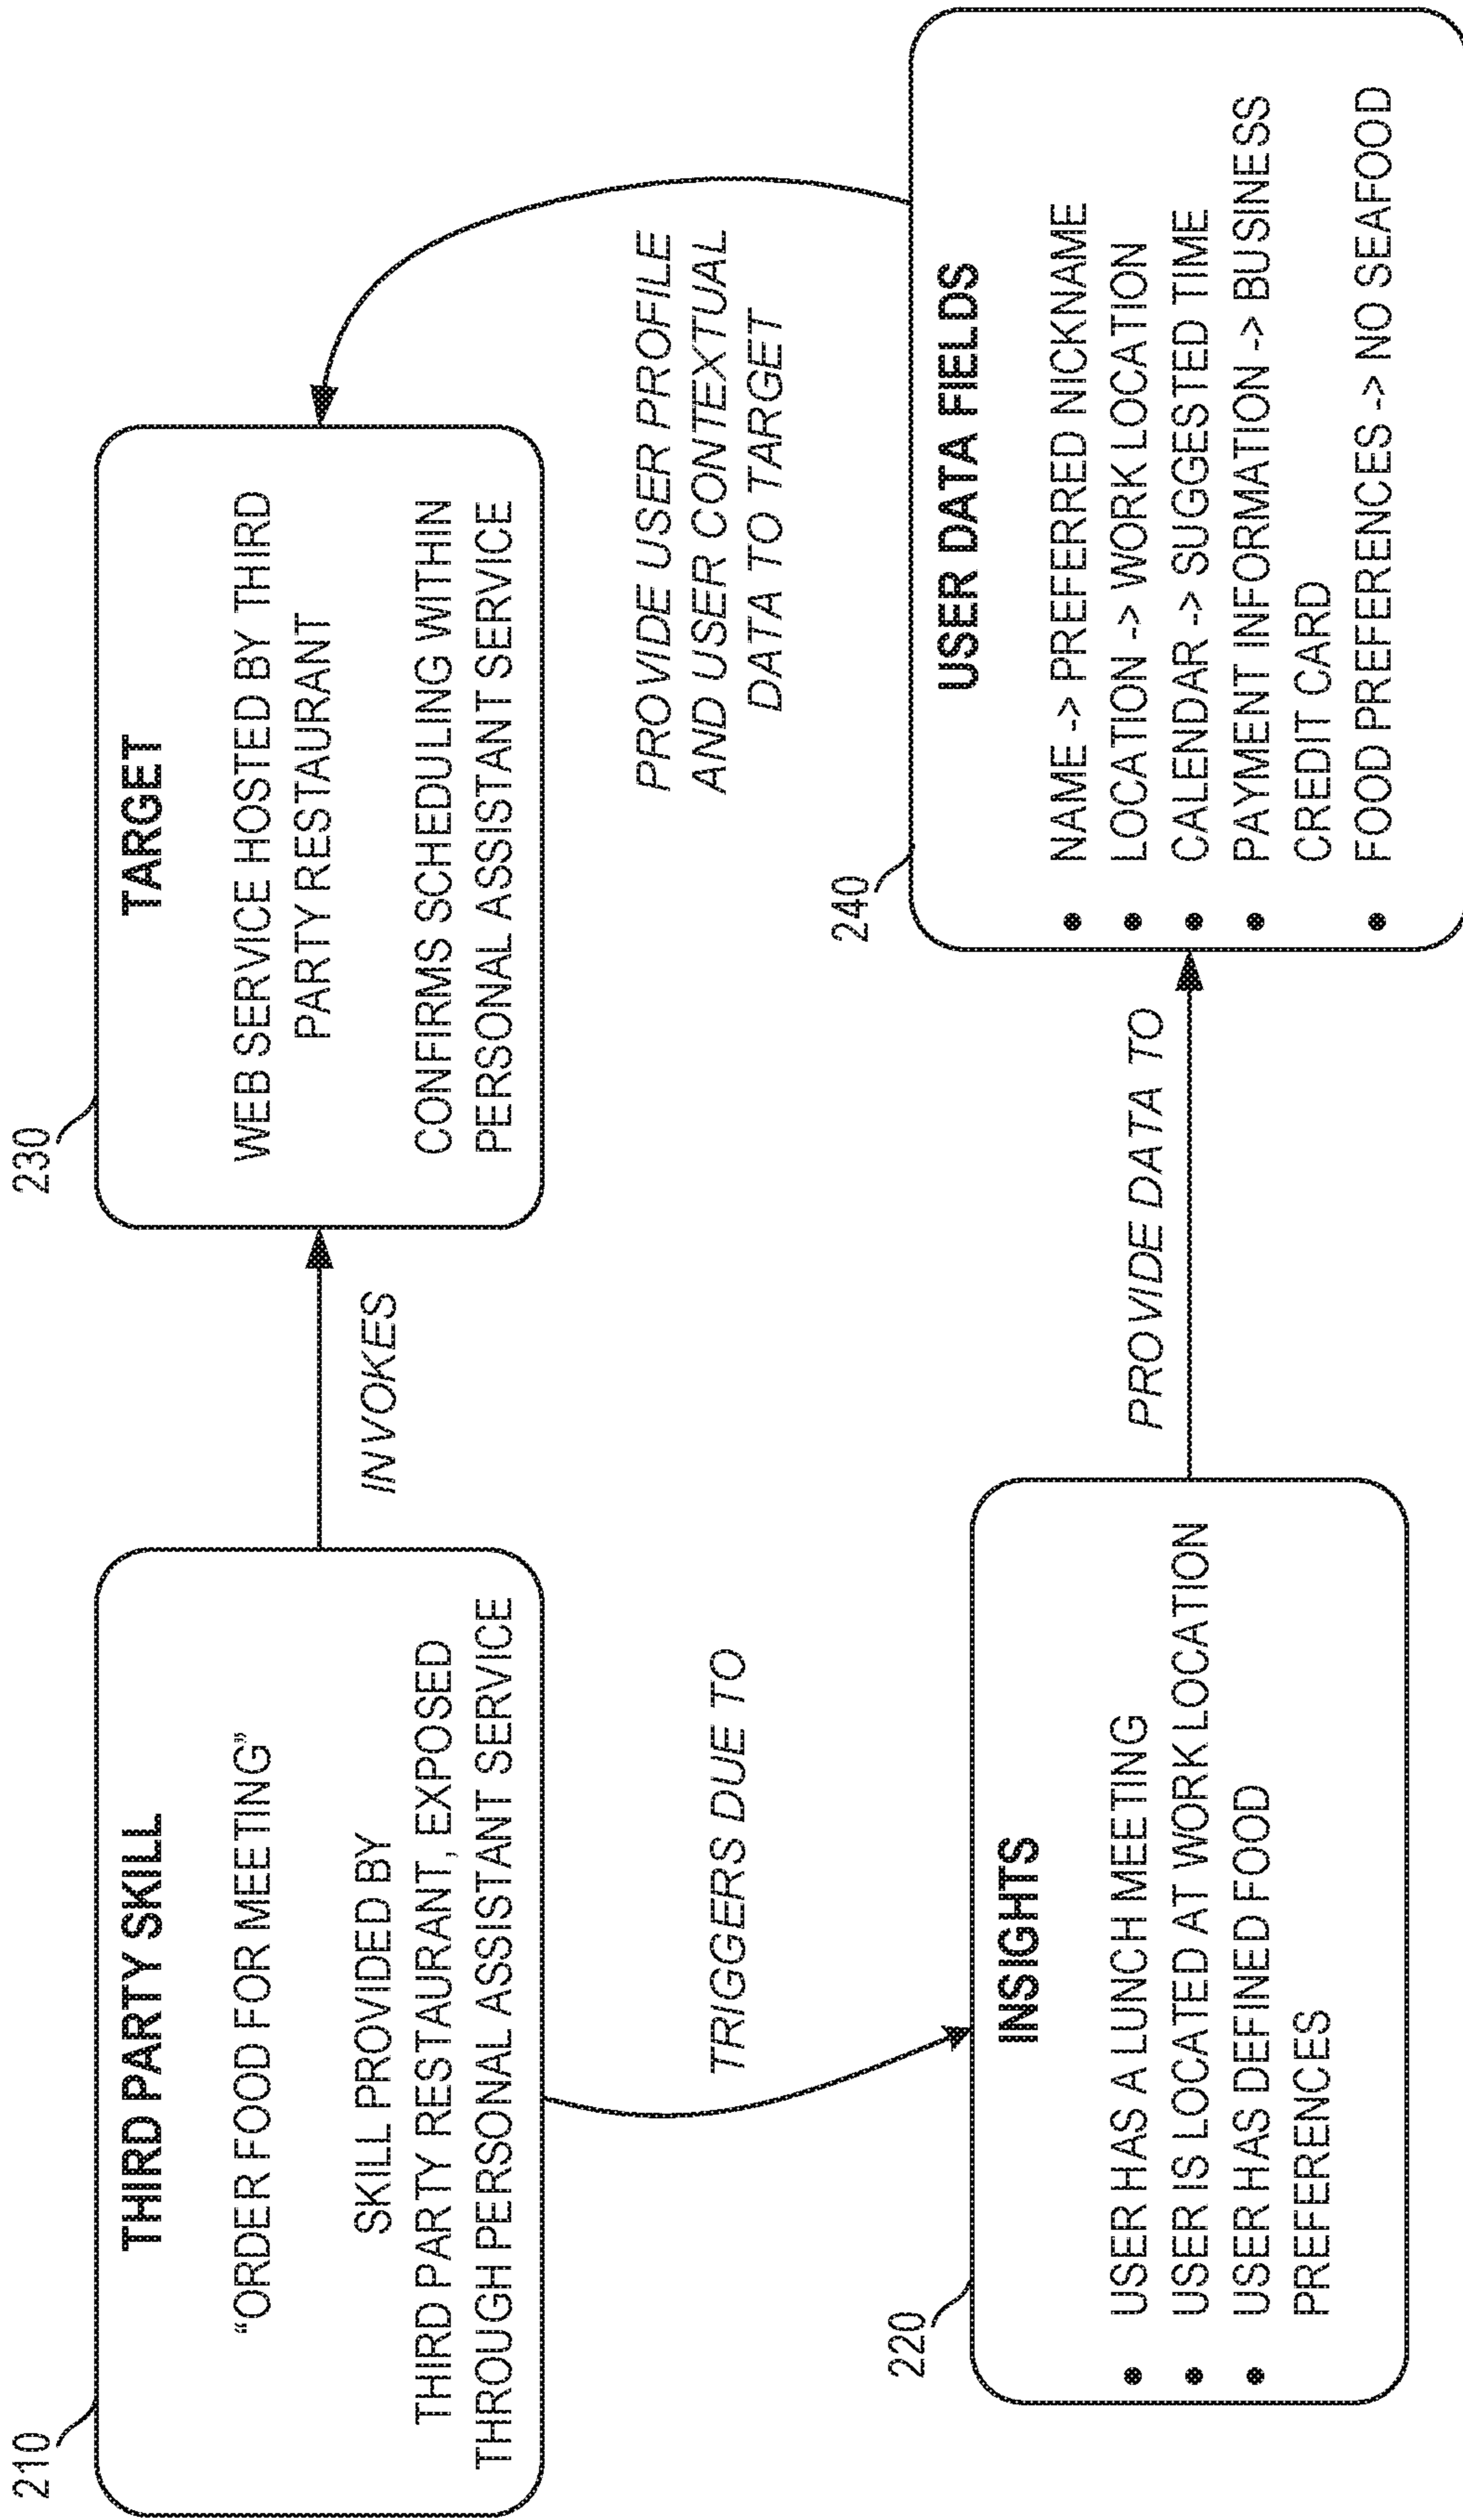 210
THIRD PARTY SKILL
“ORDER FOOD FOR MEETING”
SKILL PROVIDED BY
THIRD PARTY RESTAURANT, EXPOSED
THROUGH PERSONAL ASSISTANT SERVICE
INVOKES
230
TARGET
WEB SERVICE HOSTED BY THIRD
PARTY RESTAURANT
CONFIRMS SCHEDULING WITHIN
PERSONAL ASSISTANT SERVICE
TRIGGERS DUE TO
PROVIDE USER PROFILE
AND USER CONTEXTUAL
DATA TO TARGET
220
INSIGHTS
● USER HAS A LUNCH MEETING
● USER IS LOCATED AT WORK LOCATION
● USER HAS DEFINED FOOD
PREFERENCES
PROVIDE DATA TO
240
USER DATA FIELDS
● NAME -> PREFERRED NICKNAME
● LOCATION -> WORK LOCATION
● CALENDAR -> SUGGESTED TIME
● PAYMENT INFORMATION -> BUSINESS
CREDIT CARD
● FOOD PREFERENCES -> NO SEAFOOD